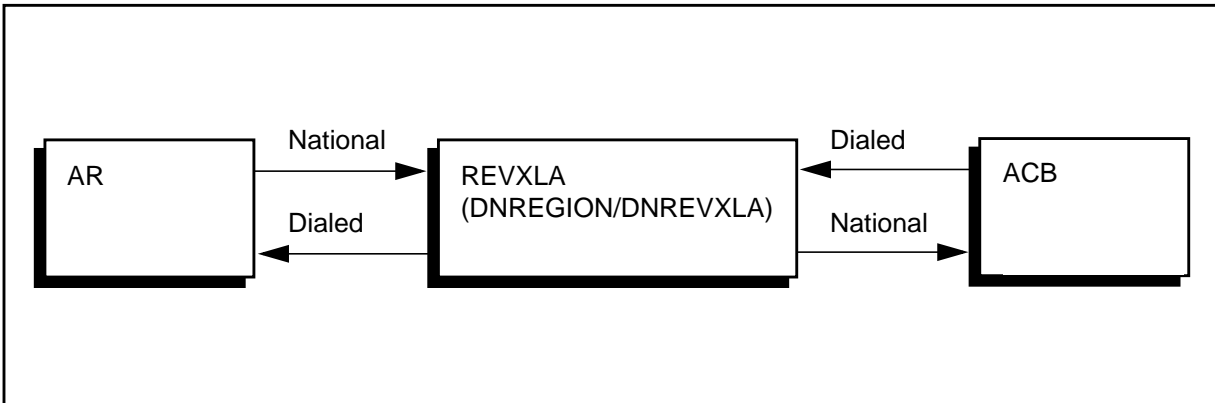 AR
National
Dialed
REVXLA
(DNREGION/DNREVXLA)
Dialed
National
ACB